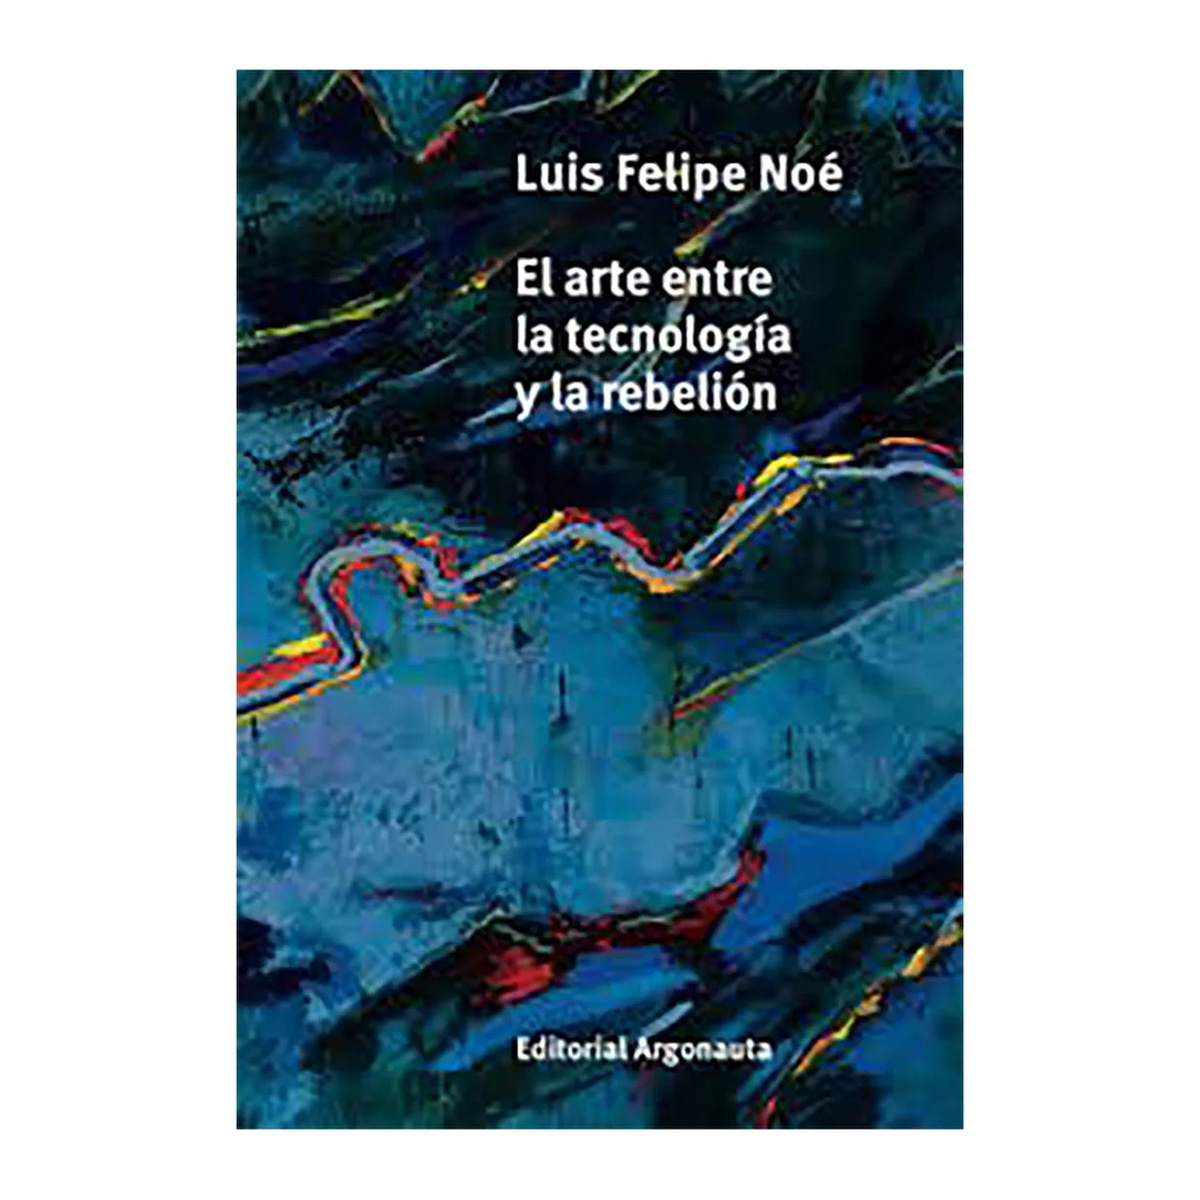 Luis Felipe Noé
El arte entre
la tecnología
y la rebelión
Editorial Argonauta